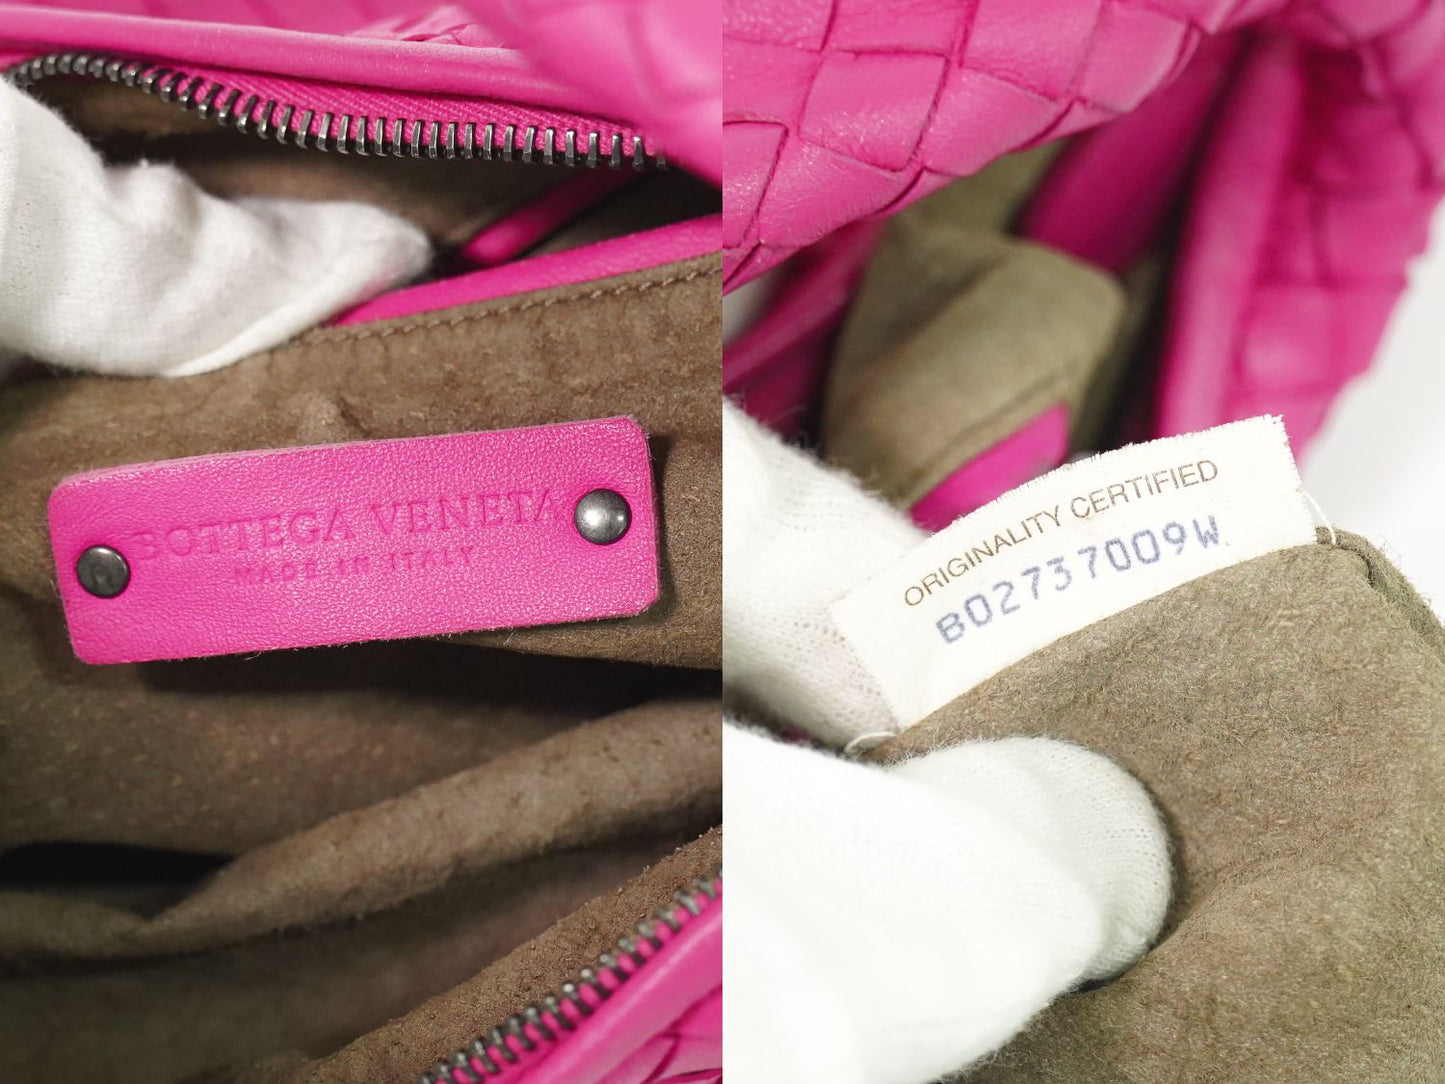 BOTTEGA VENETA
MADE IN ITALY
ORIGINALITY CERTIFIED
B02737009W